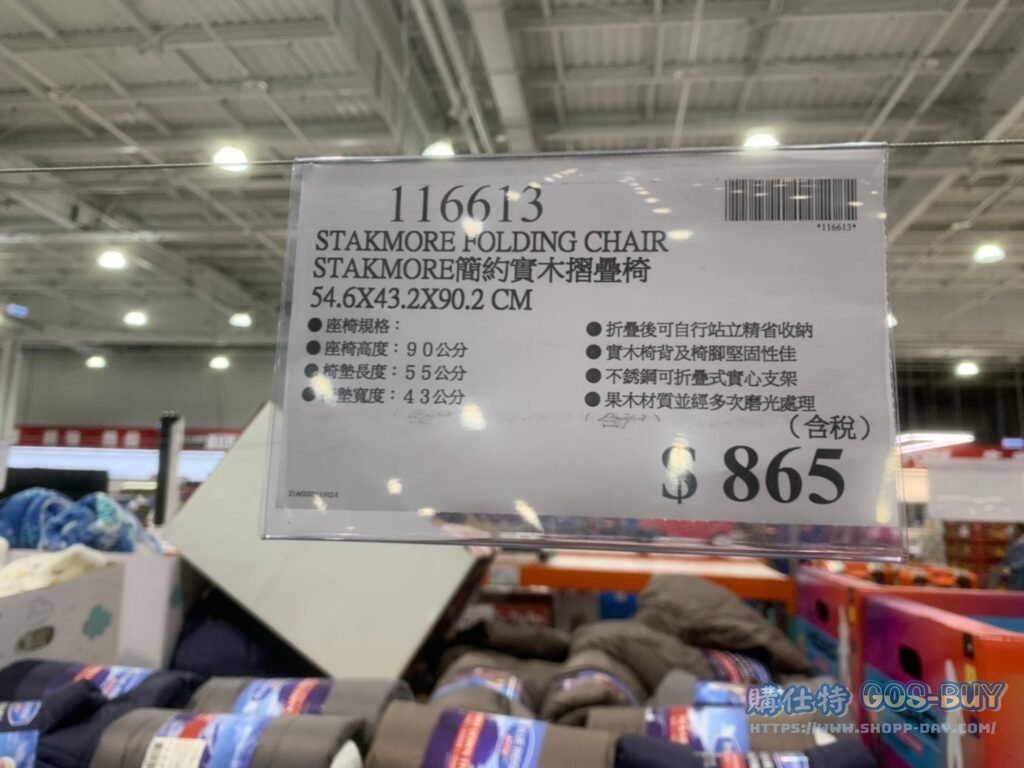 116613
*116613*
STAKMORE FOLDING CHAIR
STAKMORE簡約實木摺疊椅
54.6X43.2X90.2 CM
●座椅規格：
●座椅高度：90公分
●椅墊長度：55公分
●椅墊寬度：43公分
●折疊後可自行站立精省收納
●實木椅背及椅腳堅固性佳
●不銹鋼可折疊式實心支架
●果木材質並經多次磨光處理
（含稅）
$ 865
購仕特 GOS-BUY
HTTPS://WWW.SHOPP-DAY.COM/